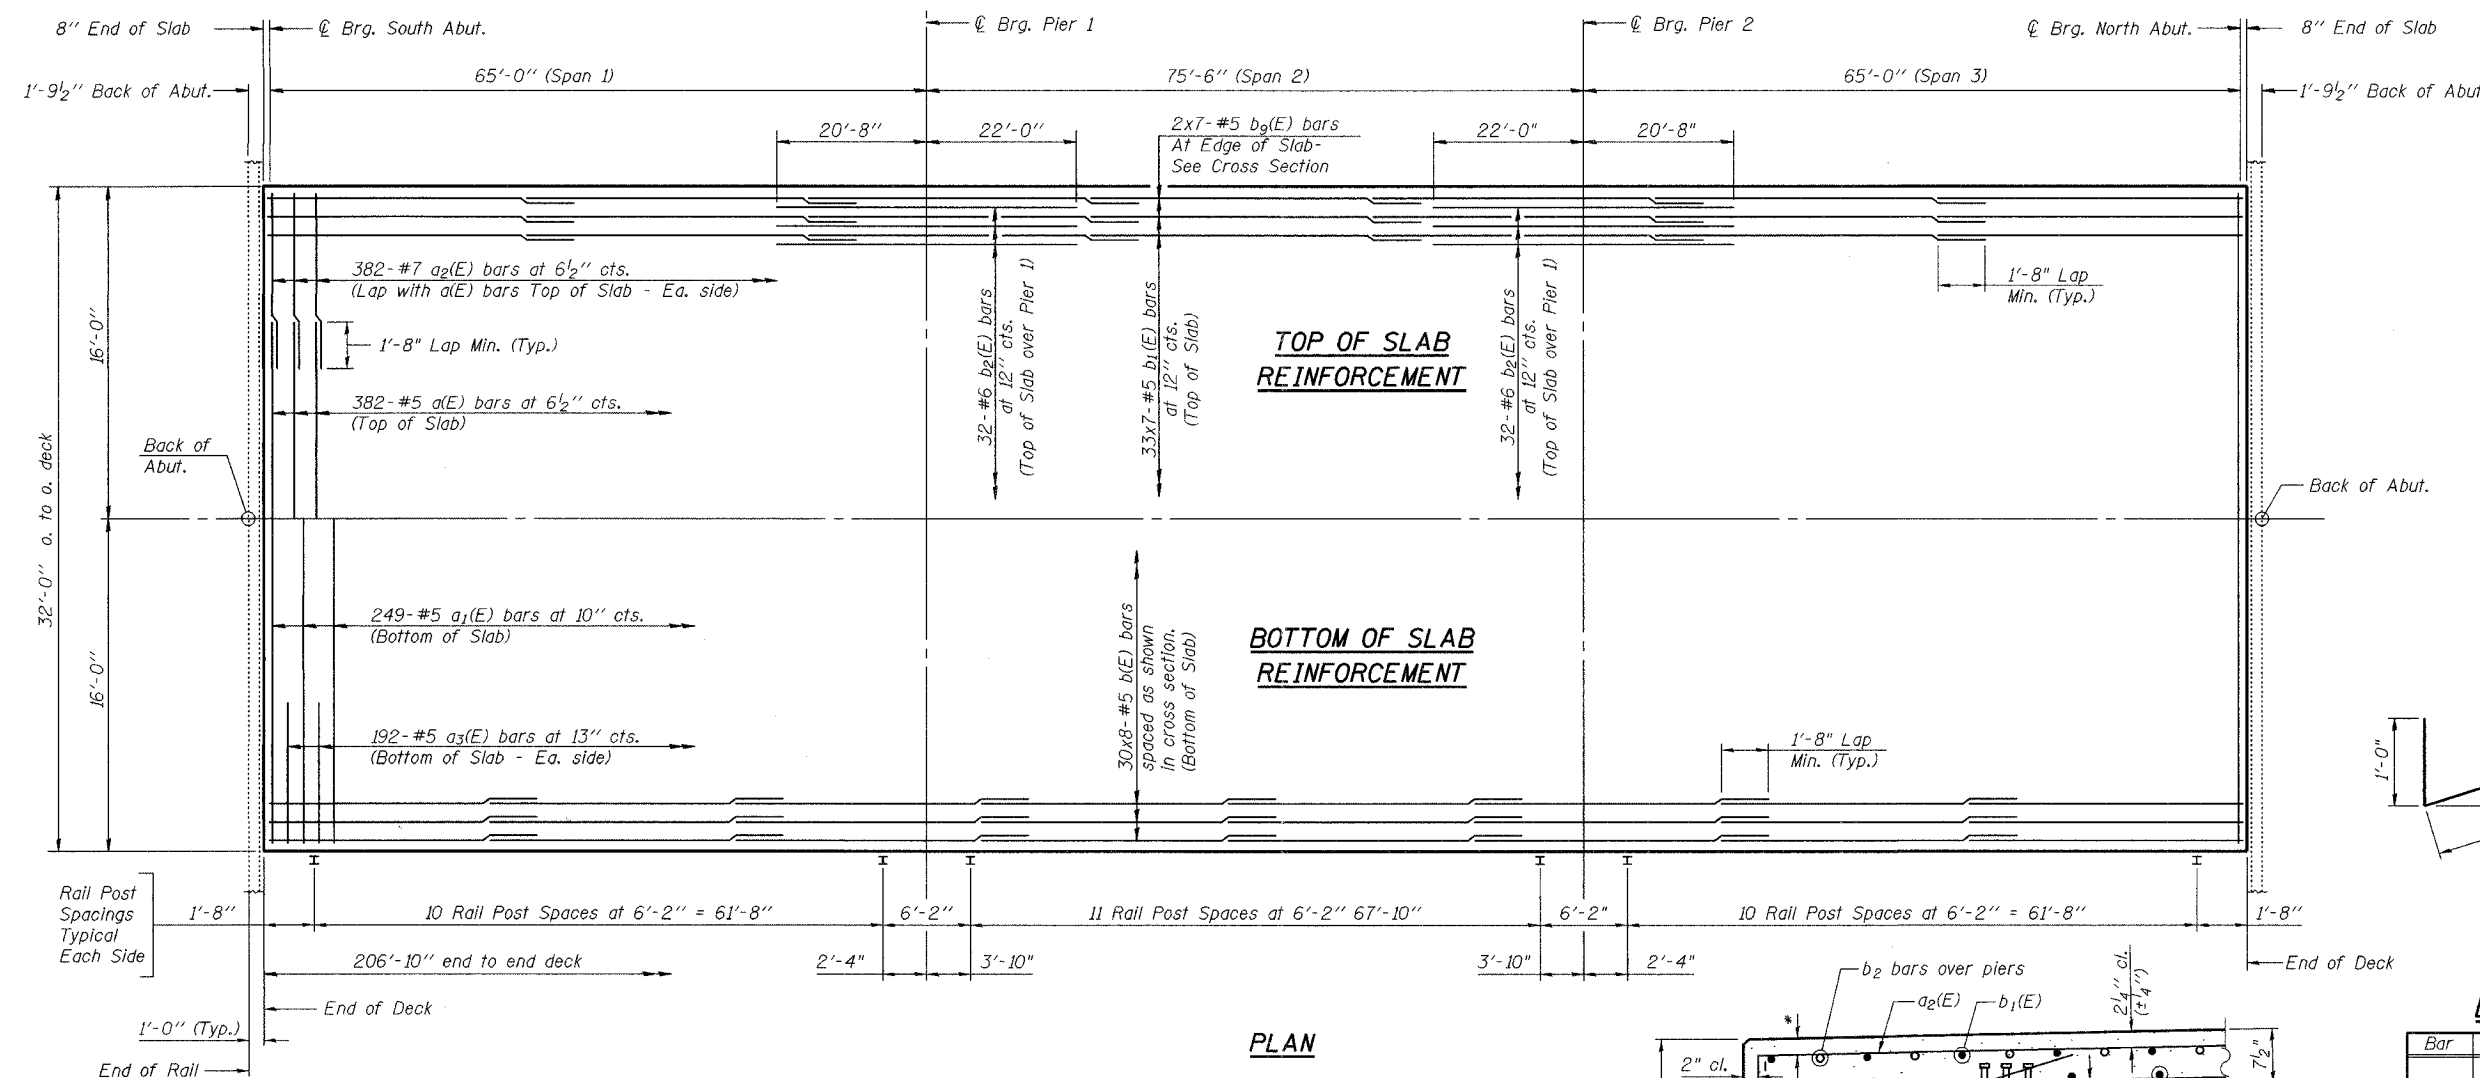 8'' End of Slab
℄ Brg. South Abut.
℄ Brg. Pier 1
℄ Brg. Pier 2
℄ Brg. North Abut.
8'' End of Slab
1'-9½'' Back of Abut.
65'-0'' (Span 1)
75'-6'' (Span 2)
65'-0'' (Span 3)
1'-9½'' Back of Abut
20'-8''
22'-0''
2x7-#5 b9(E) bars
At Edge of Slab-
See Cross Section
22'-0"
20'-8"
382-#7 a2(E) bars at 6½'' cts.
(Lap with a(E) bars Top of Slab - Ea. side)
1'-8" Lap Min. (Typ.)
382-#5 a(E) bars at 6½'' cts.
(Top of Slab)
32-#6 b2(E) bars
at 12'' cts.
(Top of Slab over Pier 1)
33x7-#5 b1(E) bars
at 12'' cts.
(Top of Slab)
TOP OF SLAB
REINFORCEMENT
32-#6 b2(E) bars
at 12'' cts.
(Top of Slab over Pier 1)
1'-8" Lap
Min. (Typ.)
16'-0''
32'-0'' o. to o. deck
Back of
Abut.
Back of Abut.
16'-0''
249-#5 a1(E) bars at 10'' cts.
(Bottom of Slab)
192-#5 a3(E) bars at 13'' cts.
(Bottom of Slab - Ea. side)
30x8-#5 b(E) bars
spaced as shown
in cross section.
(Bottom of Slab)
BOTTOM OF SLAB
REINFORCEMENT
1'-8'' Lap
Min. (Typ.)
1'-0"
Rail Post
Spacings
Typical
Each Side
1'-8''
10 Rail Post Spaces at 6'-2'' = 61'-8''
6'-2''
11 Rail Post Spaces at 6'-2'' 67'-10''
6'-2"
10 Rail Post Spaces at 6'-2'' = 61'-8''
1'-8''
206'-10'' end to end deck
2'-4"
3'-10"
3'-10"
2'-4"
End of Deck
End of Deck
1'-0'' (Typ.)
End of Rail
PLAN
b2 bars over piers
a2(E)
b1(E)
2¼'' cl.
(±¼'')
*
2" cl.
7½"
Bar